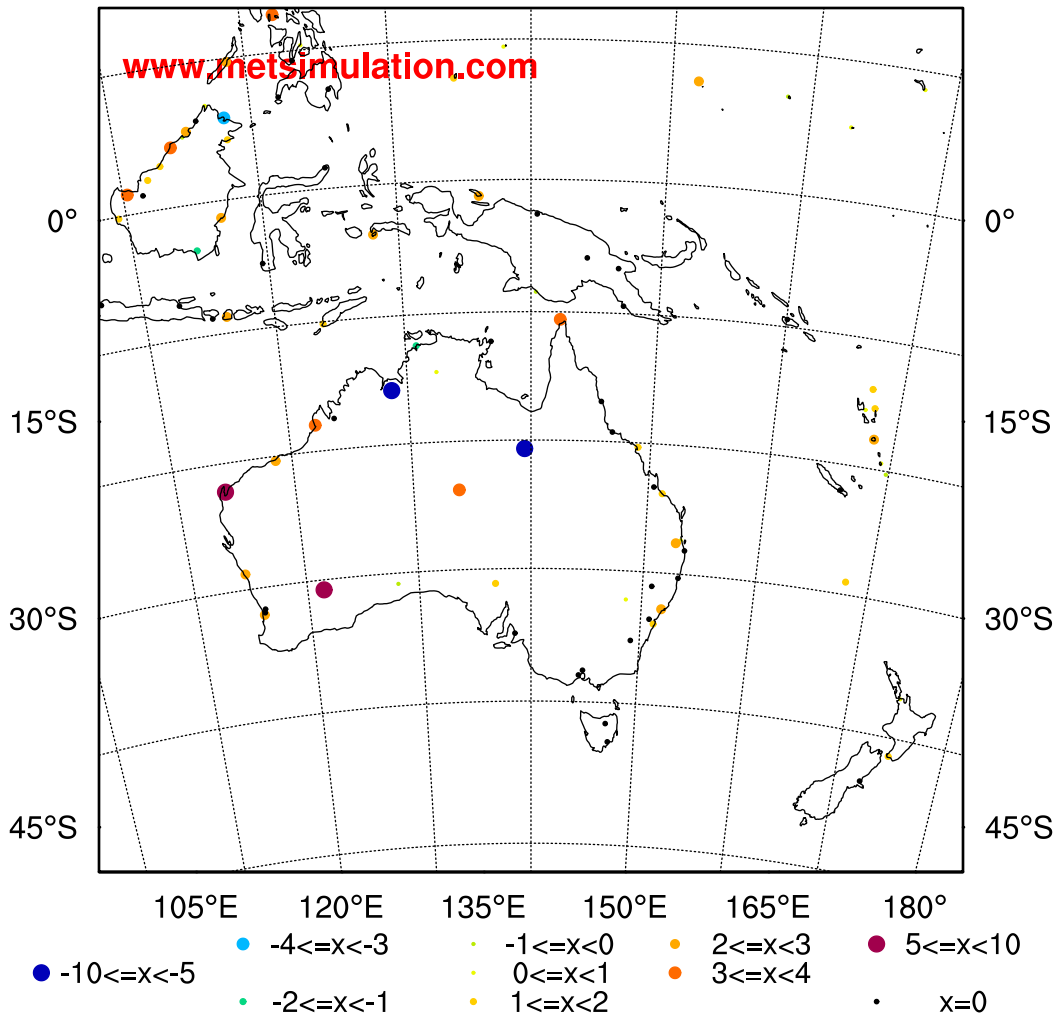 www.metsimulation.com
0° 0°
15°S 15°S
30°S 30°S
45°S 45°S
105°E 120°E 135°E 150°E 165°E 180°
-4<=x<-3 -1<=x<0 2<=x<3 5<=x<10
-10<=x<-5 0<=x<1 3<=x<4
-2<=x<-1 1<=x<2 x=0